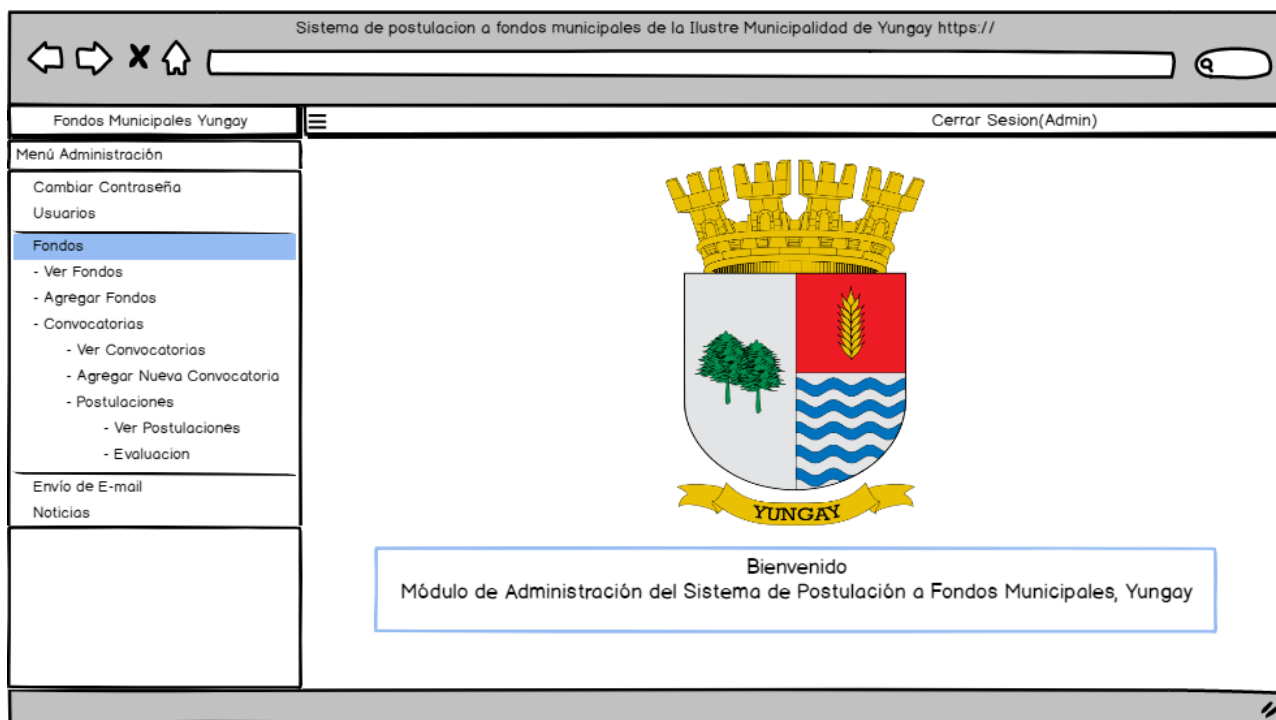 Sistema de postulacion a fondos municipales de la Ilustre Municipalidad de Yungay https://
Fondos Municipales Yungay
Cerrar Sesion(Admin)
Menú Administración
Cambiar Contraseña
Usuarios
Fondos
- Ver Fondos
- Agregar Fondos
- Convocatorias
- Ver Convocatorias
- Agregar Nueva Convocatoria
- Postulaciones
- Ver Postulaciones
- Evaluacion
Envío de E-mail
Noticias
YUNGAY
Bienvenido
Módulo de Administración del Sistema de Postulación a Fondos Municipales, Yungay